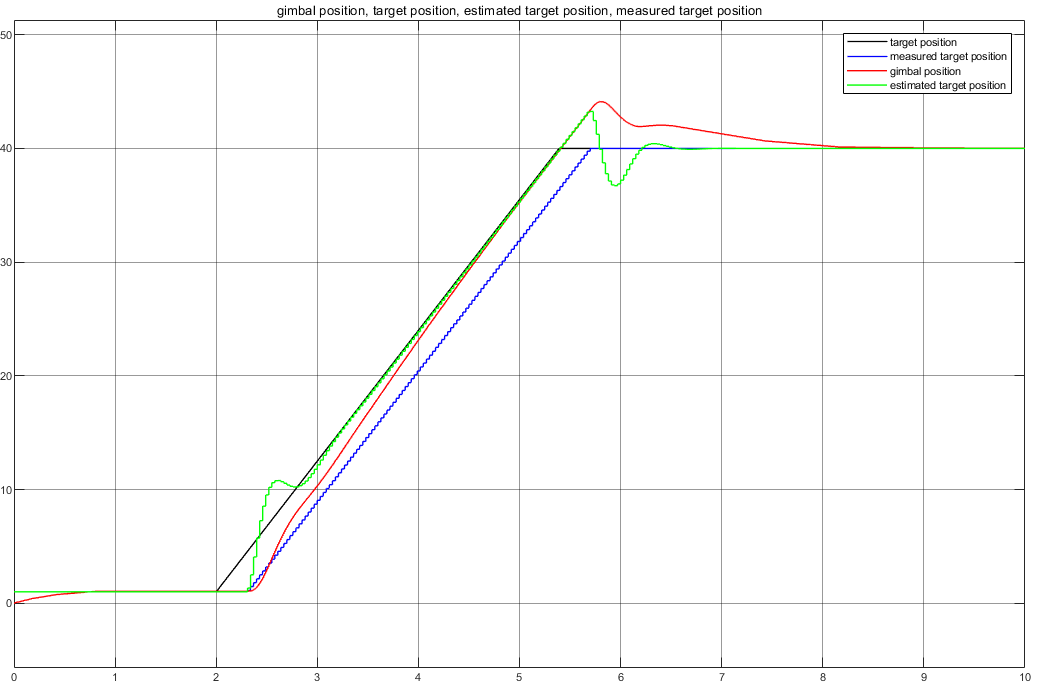 gimbal position, target position, estimated target position, measured target position
50
target position
measured target position
gimbal position
estimated target position
40
30
20
10
0
0 1 2 3 4 5 6 7 8 9 10